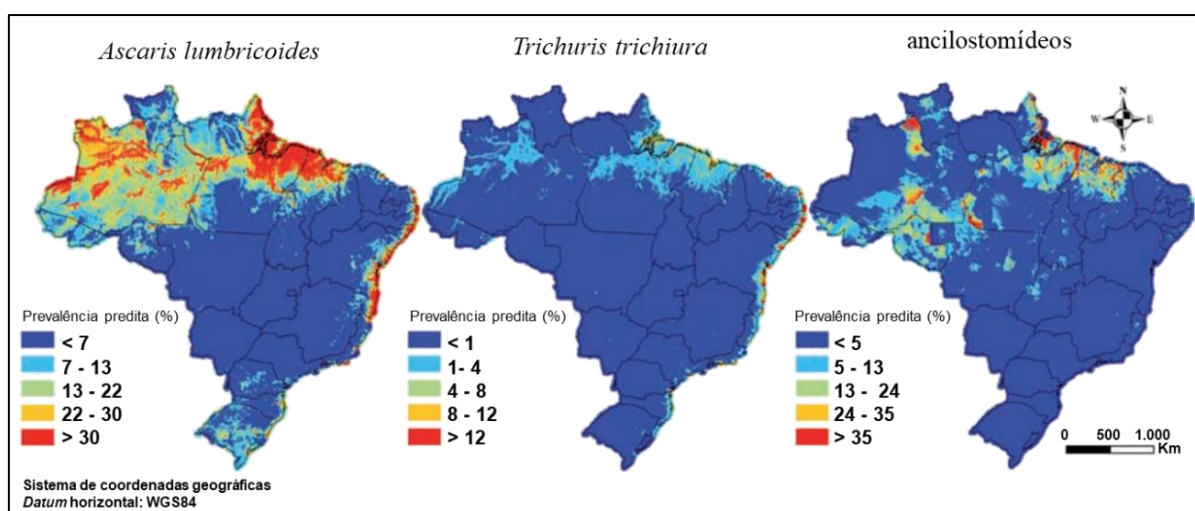 Ascaris lumbricoides
Trichuris trichiura
ancilostomídeos
N
W E
S
Prevalência predita (%)
< 7
7 - 13
13 - 22
22 - 30
> 30
Prevalência predita (%)
< 1
1- 4
4 - 8
8 - 12
> 12
Prevalência predita (%)
< 5
5 - 13
13 - 24
24 - 35
> 35
0 500 1.000
Km
Sistema de coordenadas geográficas
Datum horizontal: WGS84